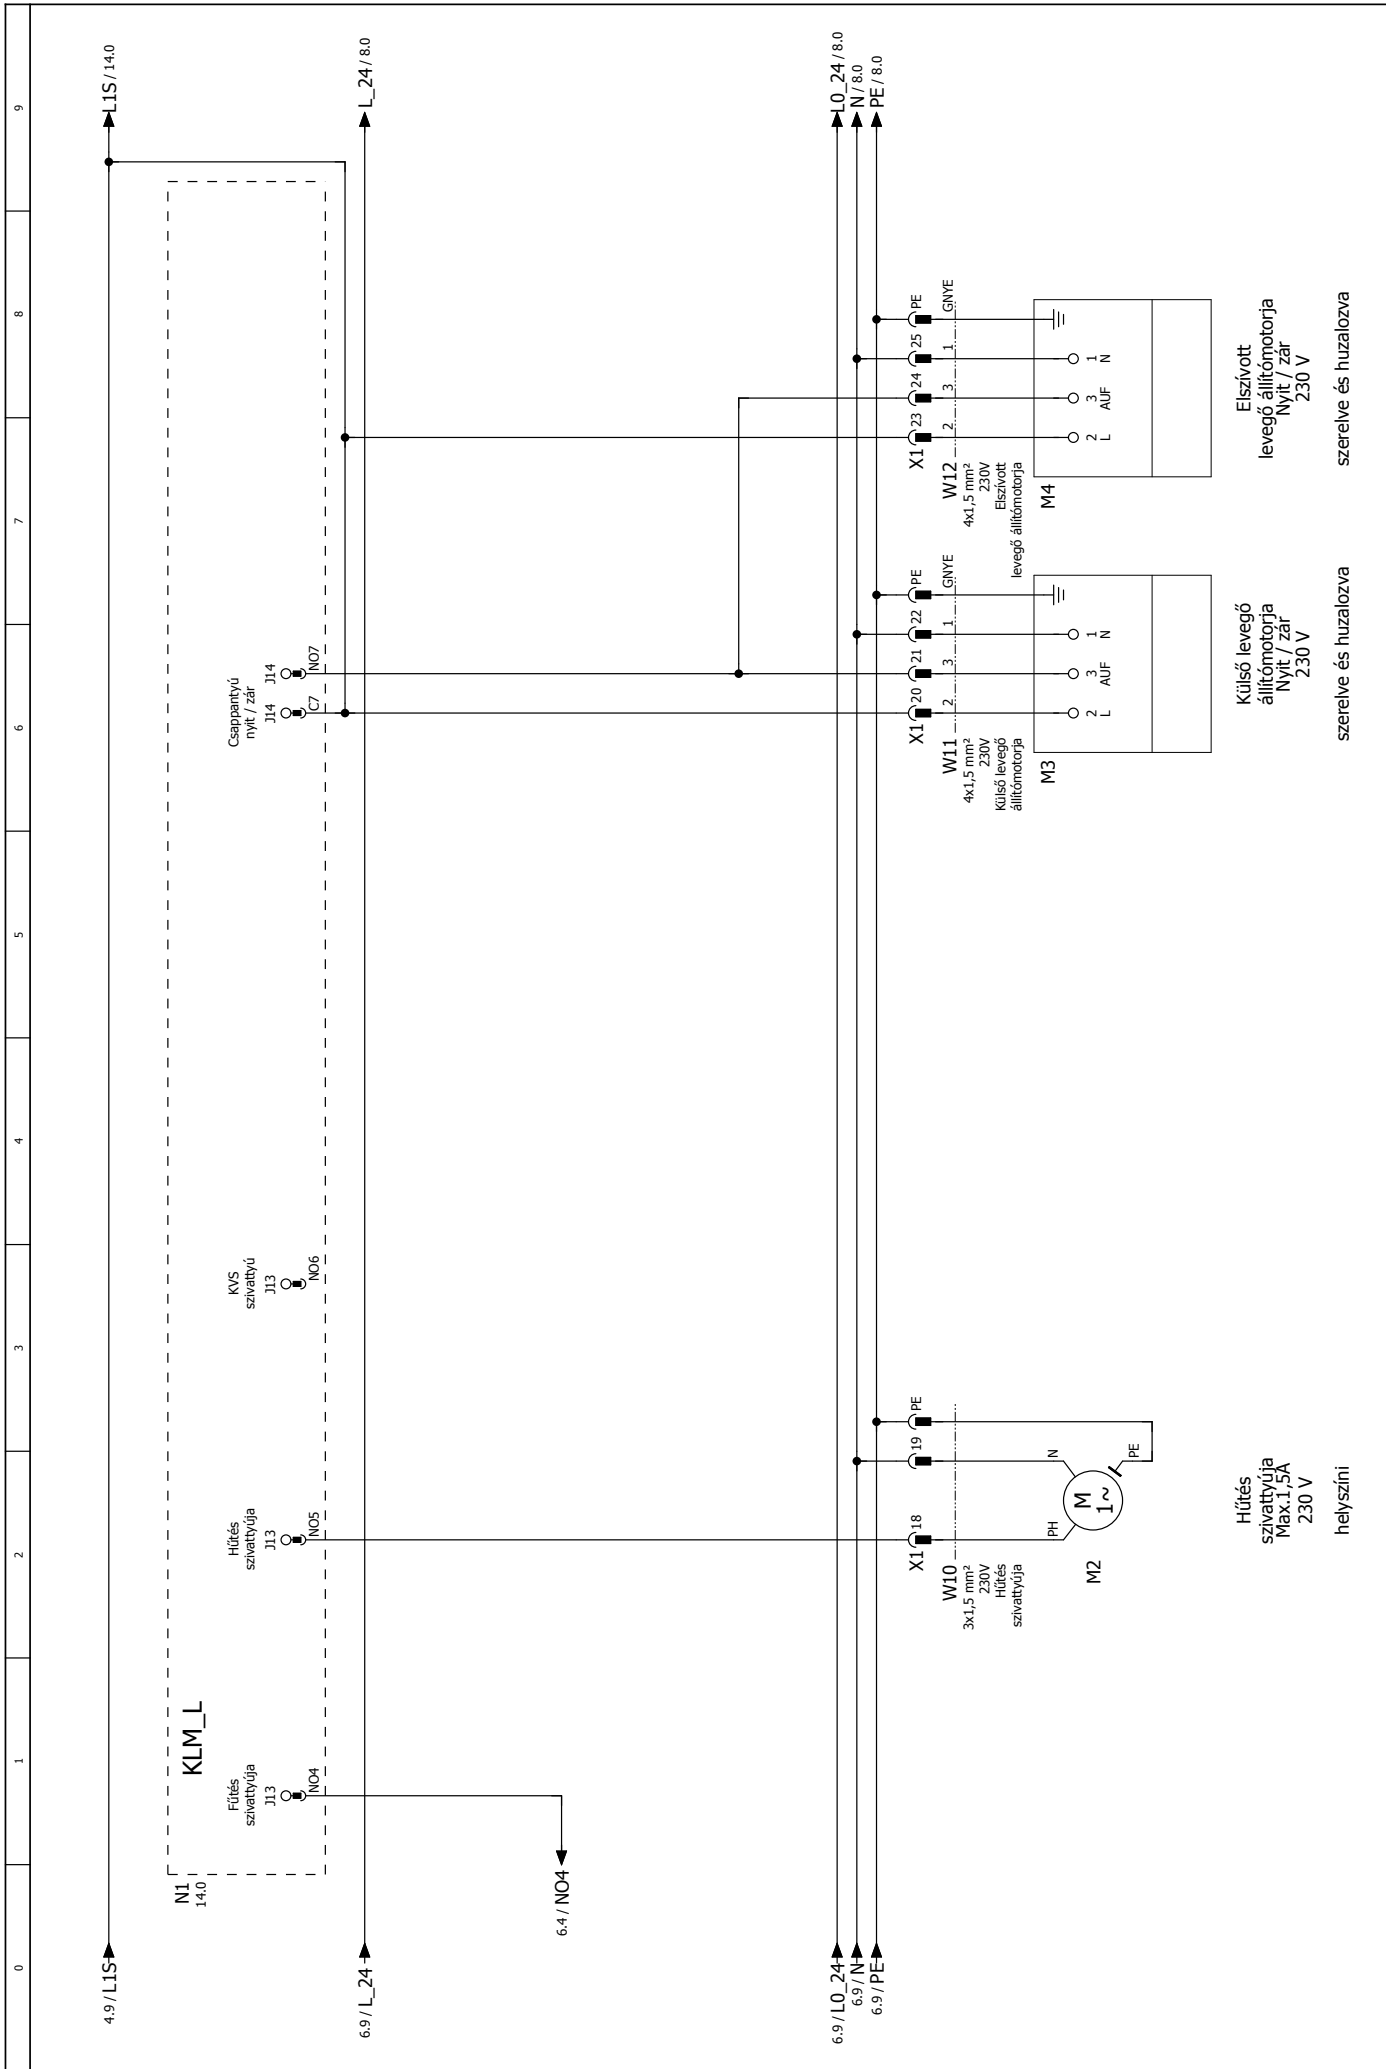 0
1
2
3
4
5
6
7
8
9
4.9 / L1S
L1S / 14.0
N1
14.0
KLM_L
Fűtés
szivattyúja
J13
NO4
Hűtés
szivattyúja
J13
NO5
KVS
szivattyú
J13
NO6
Csappantyú
nyit / zár
J14
C7
J14
NO7
6.9 / L_24
L_24 / 8.0
6.4 / NO4
6.9 / L0_24
L0_24 / 8.0
6.9 / N
N / 8.0
6.9 / PE
PE / 8.0
X1
18
19
PE
W10
3x1,5 mm²
230V
Hűtés
szivattyúja
PH
N
M
1~
PE
M2
Hűtés
szivattyúja
Max.1,5A
230 V
helyszíni
X1
20
21
22
PE
W11
2
3
1
GNYE
4x1,5 mm²
230V
Külső levegő
állítómotorja
M3
2
3
1
L
AUF
N
Külső levegő
állítómotorja
Nyit / zár
230 V
szerelve és huzalozva
X1
23
24
25
PE
W12
2
3
1
GNYE
4x1,5 mm²
230V
Elszívott
levegő állítómotorja
M4
2
3
1
L
AUF
N
Elszívott
levegő állítómotorja
Nyit / zár
230 V
szerelve és huzalozva